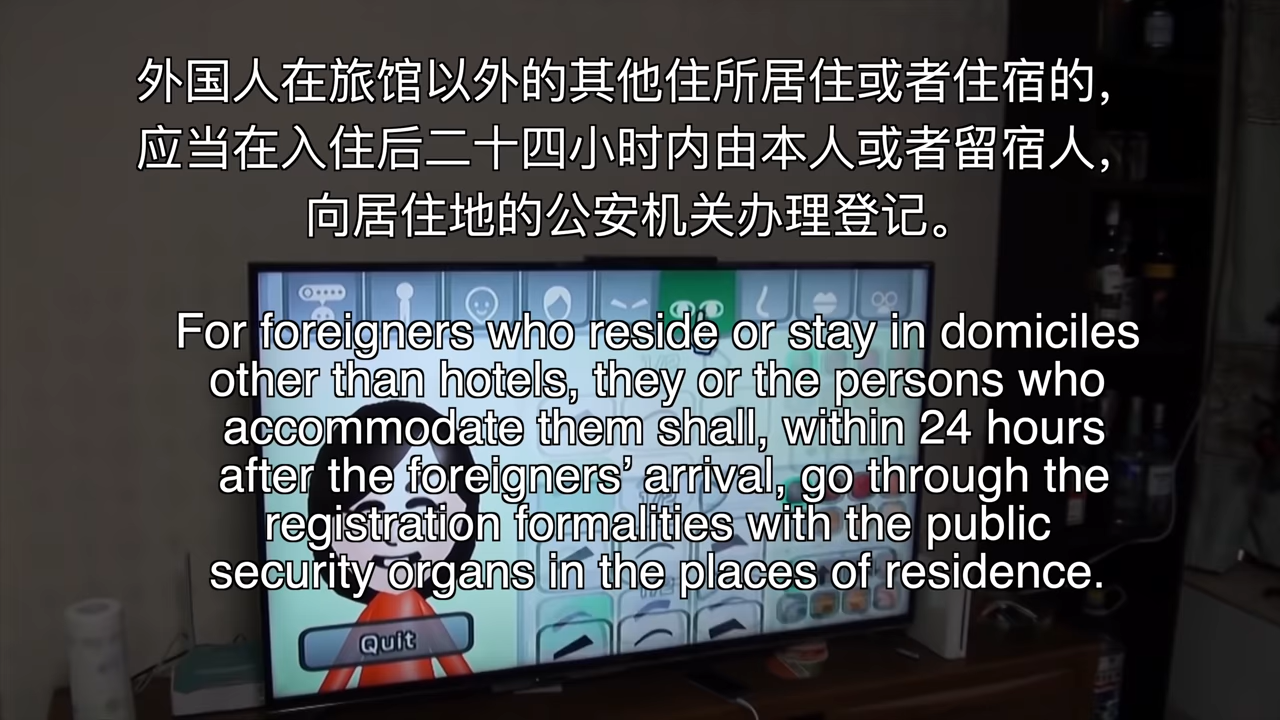 外国人在旅馆以外的其他住所居住或者住宿的，
应当在入住后二十四小时内由本人或者留宿人，
向居住地的公安机关办理登记。
For foreigners who reside or stay in domiciles
other than hotels, they or the persons who
accommodate them shall, within 24 hours
after the foreigners’ arrival, go through the
registration formalities with the public
security organs in the places of residence.
Quit